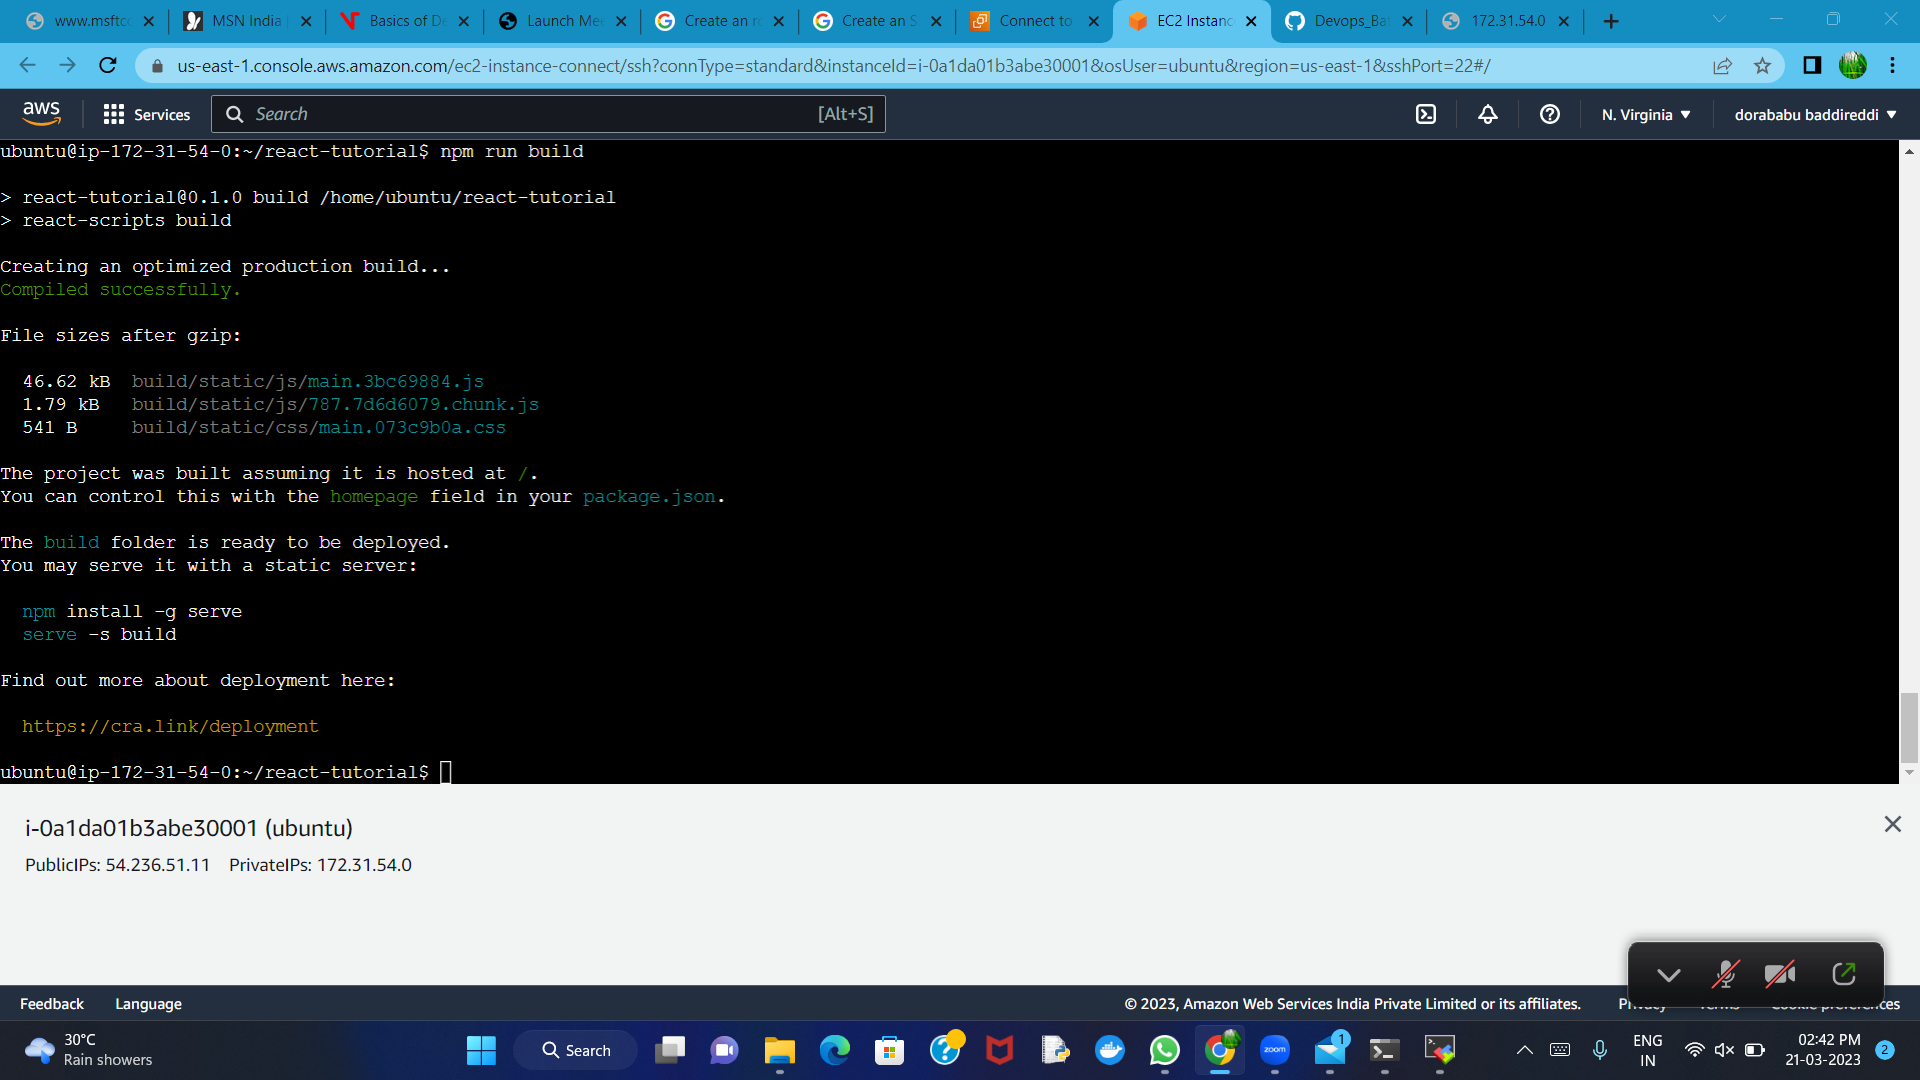 www.msftco
MSN India
Basics of De
Launch Mee
Create an r
Create an S
Connect to
EC2 Instanc
Devops_Ba
172.31.54.0
us-east-1.console.aws.amazon.com/ec2-instance-connect/ssh?connType=standard&instanceId=i-0a1da01b3abe30001&osUser=ubuntu&region=us-east-1&sshPort=22#/
aws
Services
Search
[Alt+S]
N. Virginia
dorababu baddireddi
ubuntu@ip-172-31-54-0:~/react-tutorial$ npm run build
> react-tutorial@0.1.0 build /home/ubuntu/react-tutorial
> react-scripts build
Creating an optimized production build...
Compiled successfully.
File sizes after gzip:
46.62 kB  build/static/js/main.3bc69884.js
1.79 kB   build/static/js/787.7d6d6079.chunk.js
541 B     build/static/css/main.073c9b0a.css
The project was built assuming it is hosted at /.
You can control this with the homepage field in your package.json.
The build folder is ready to be deployed.
You may serve it with a static server:
npm install -g serve
serve -s build
Find out more about deployment here:
https://cra.link/deployment
ubuntu@ip-172-31-54-0:~/react-tutorial$
i-0a1da01b3abe30001 (ubuntu)
PublicIPs: 54.236.51.11 PrivateIPs: 172.31.54.0
Feedback
Language
© 2023, Amazon Web Services India Private Limited or its affiliates.
Privacy
Terms
Cookie preferences
30°C
Rain showers
Search
zoom
1
ENG
IN
02:42 PM
21-03-2023
2